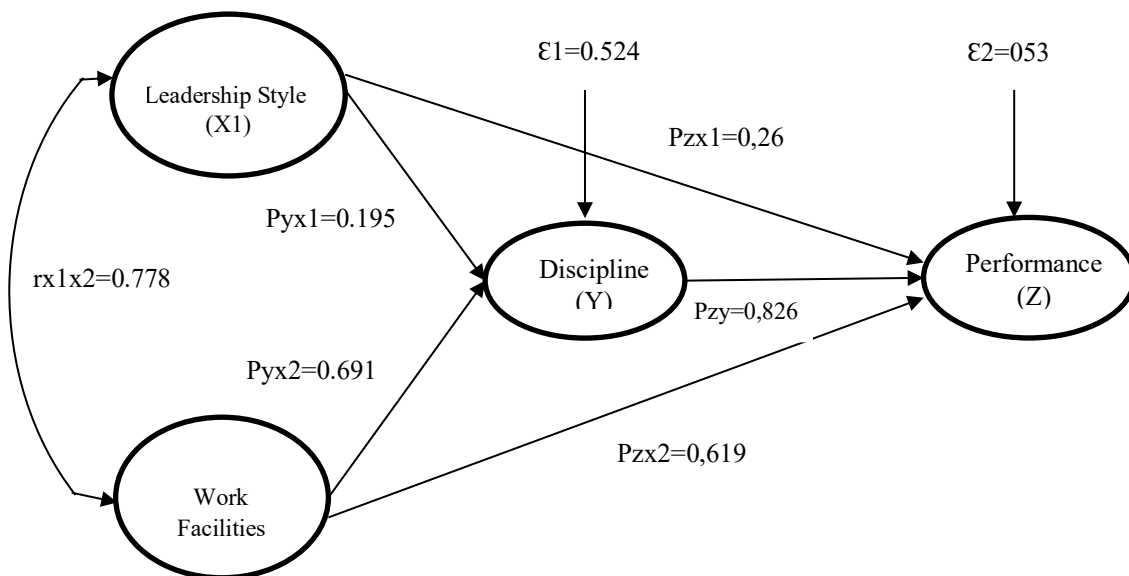 Ɛ1=0.524
Ɛ2=053
Leadership Style
(X1)
Pzx1=0,26
Pyx1=0.195
rx1x2=0.778
Discipline
(Y)
Performance
(Z)
Pzy=0,826
Pyx2=0.691
Pzx2=0,619
Work
Facilities